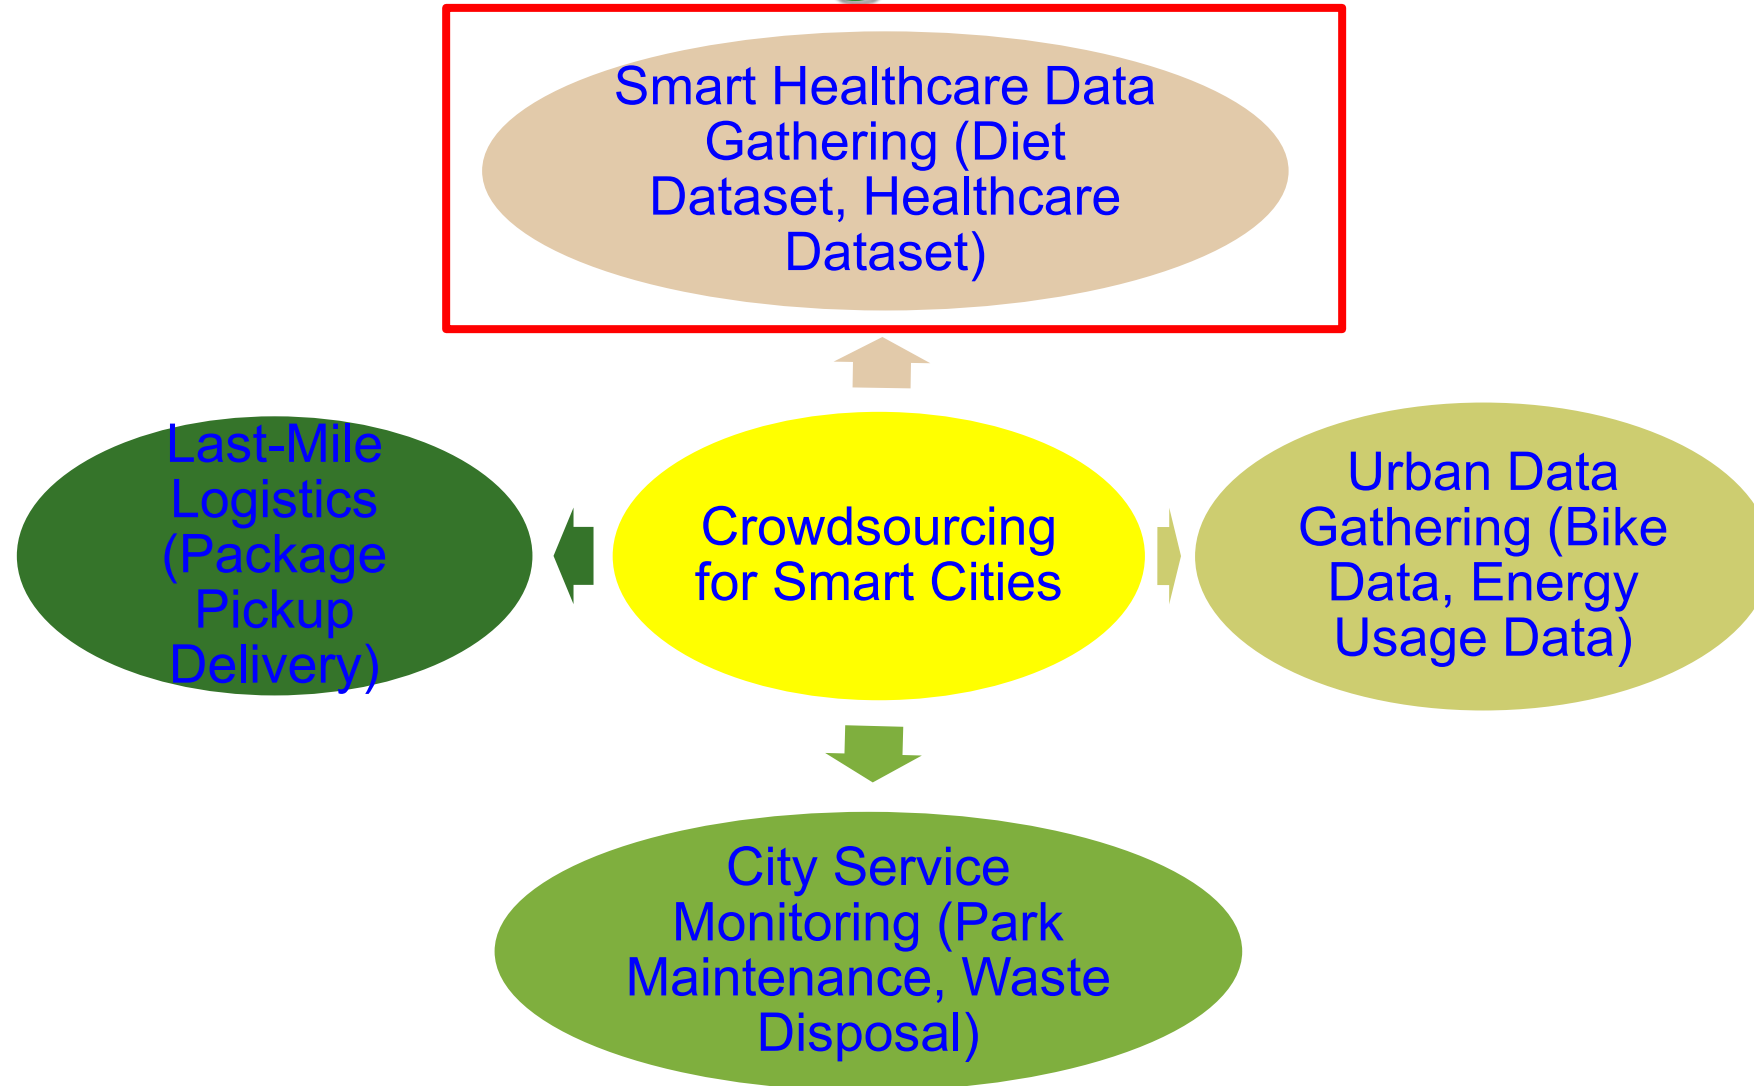 Smart Healthcare Data
Gathering (Diet
Dataset, Healthcare
Dataset)
Last-Mile
Logistics
(Package
Pickup
Delivery)
Crowdsourcing
for Smart Cities
Urban Data
Gathering (Bike
Data, Energy
Usage Data)
City Service
Monitoring (Park
Maintenance, Waste
Disposal)